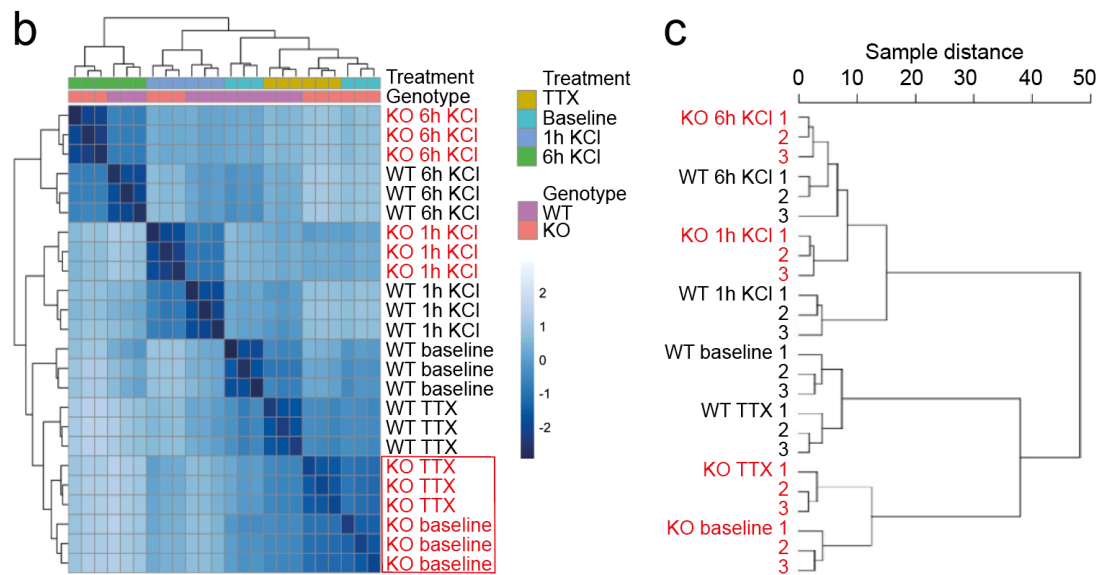 b
Treatment
Genotype
KO 6h KCl
KO 6h KCl
KO 6h KCl
WT 6h KCl
WT 6h KCl
WT 6h KCl
KO 1h KCl
KO 1h KCl
KO 1h KCl
WT 1h KCl
WT 1h KCl
WT 1h KCl
WT baseline
WT baseline
WT baseline
WT TTX
WT TTX
WT TTX
KO TTX
KO TTX
KO TTX
KO baseline
KO baseline
KO baseline
Treatment
TTX
Baseline
1h KCl
6h KCl
Genotype
WT
KO
2
1
0
-1
-2
c
Sample distance
0 10 20 30 40 50
KO 6h KCl 1
2
3
WT 6h KCl 1
2
3
KO 1h KCl 1
2
3
WT 1h KCl 1
2
3
WT baseline 1
2
3
WT TTX 1
2
3
KO TTX 1
2
3
KO baseline 1
2
3